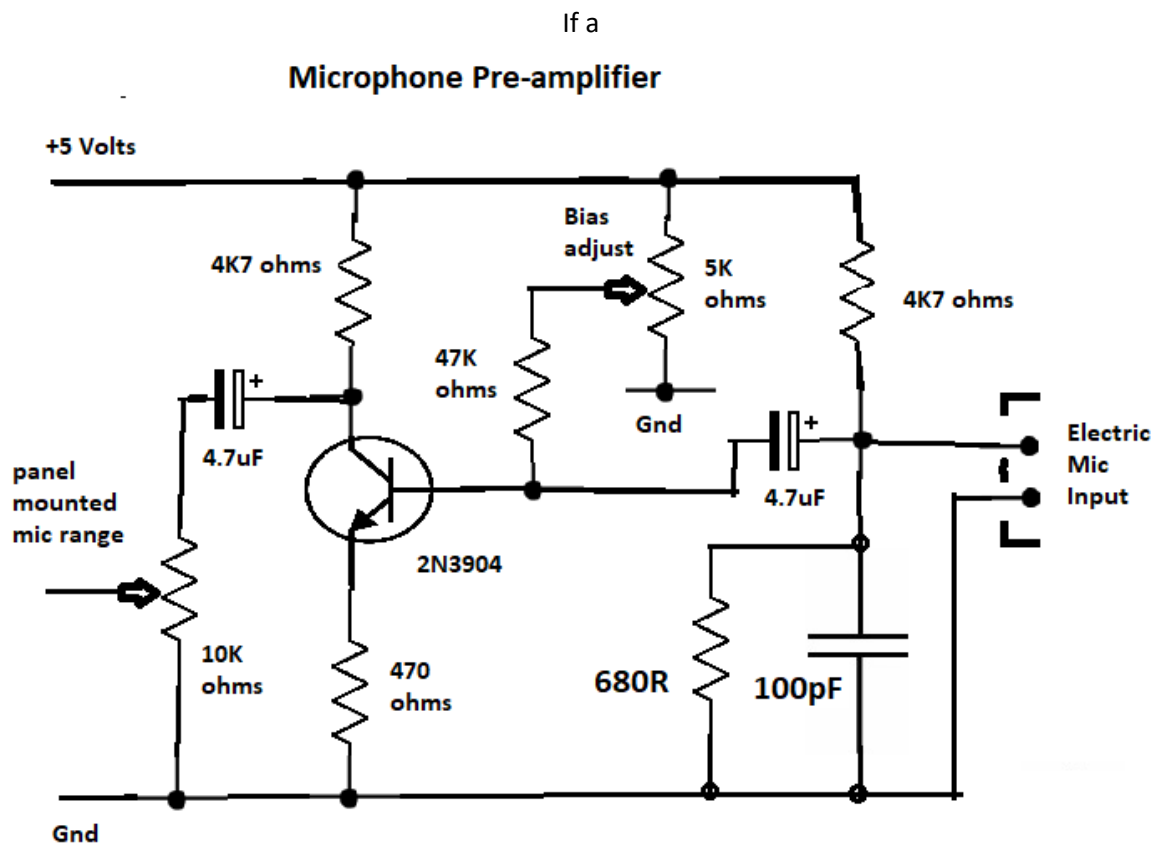 If a
Microphone Pre-amplifier
-
+5 Volts
Bias
adjust
4K7 ohms
5K
ohms
4K7 ohms
47K
ohms
+
4.7uF
Gnd
+
4.7uF
Electric
Mic
Input
panel
mounted
mic range
2N3904
10K
ohms
470
ohms
680R
100pF
Gnd